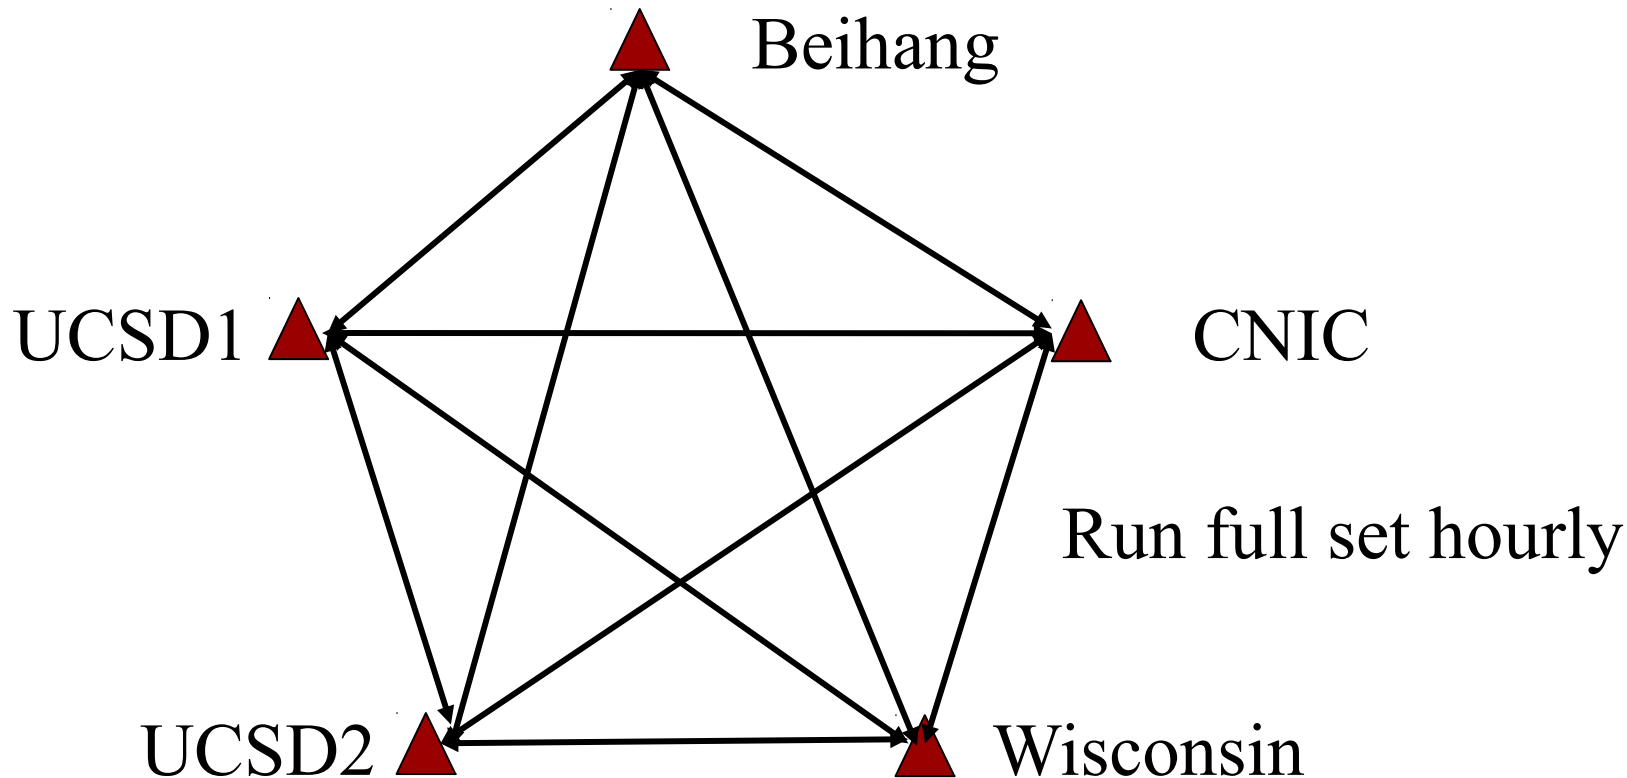 Beihang
UCSD1
CNIC
Run full set hourly
UCSD2
Wisconsin